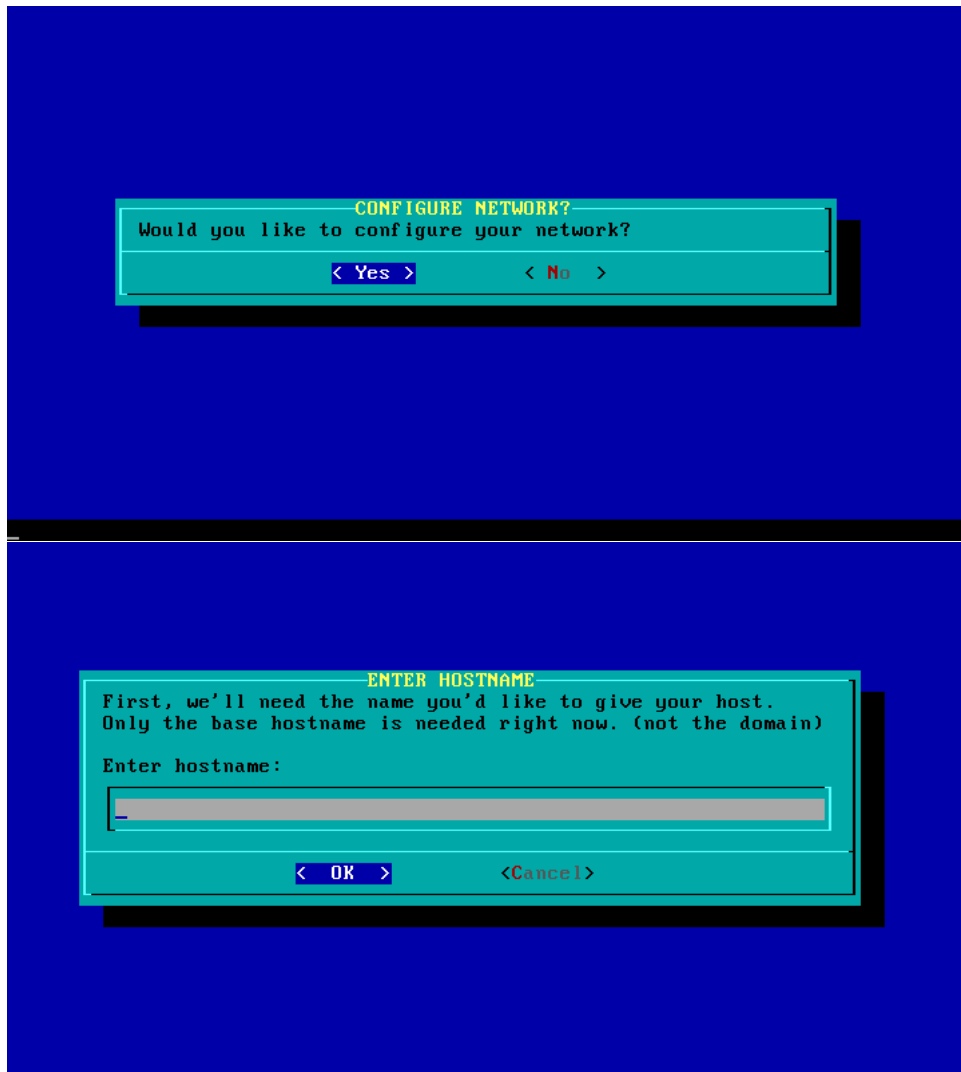 CONFIGURE NETWORK?
Would you like to configure your network?
< Yes > < No >
ENTER HOSTNAME
First, we'll need the name you'd like to give your host.
Only the base hostname is needed right now. (not the domain)
Enter hostname:
< OK > <Cancel>